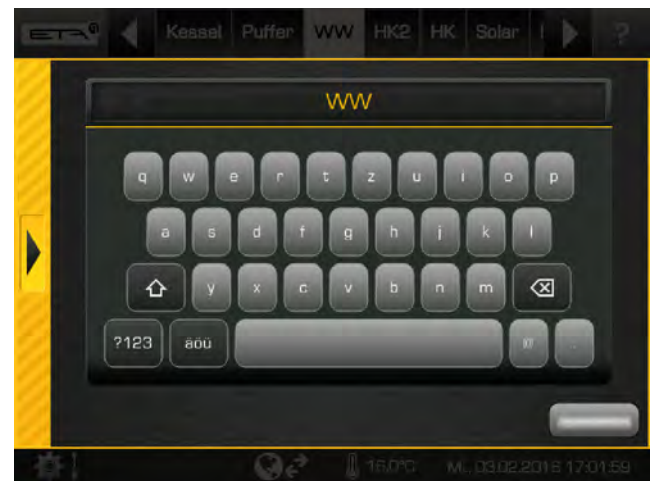 ETA Kessel Puffer WW HK2 HK Solar ?
WW
q w e r t z u i o p
a s d f g h j k l
y x c v b n m
?123 äöü @ .
16.0°C M., 03.02.2016 17:01:59